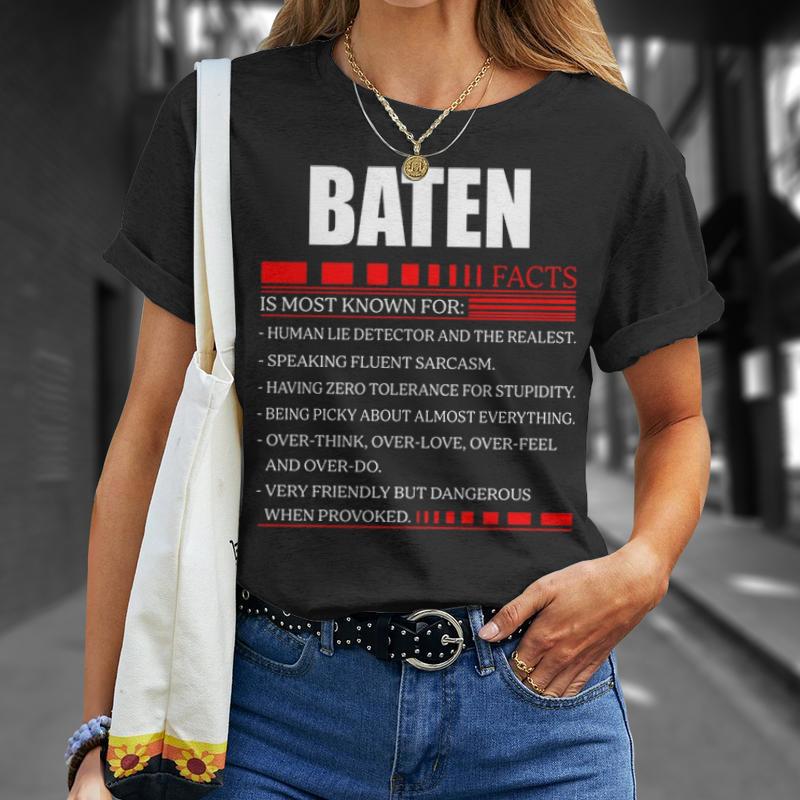 BATEN
FACTS
IS MOST KNOWN FOR:
- HUMAN LIE DETECTOR AND THE REALEST.
- SPEAKING FLUENT SARCASM.
- HAVING ZERO TOLERANCE FOR STUPIDITY.
- BEING PICKY ABOUT ALMOST EVERYTHING.
- OVER-THINK, OVER-LOVE, OVER-FEEL
AND OVER-DO.
- VERY FRIENDLY BUT DANGEROUS
WHEN PROVOKED.